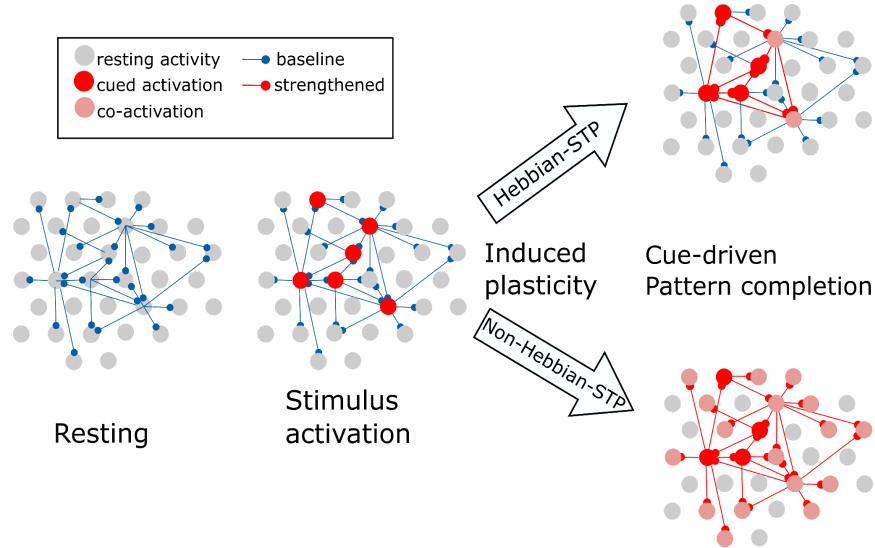 resting activity
baseline
cued activation
strengthened
co-activation
Hebbian-STP
Induced
plasticity
Cue-driven
Pattern completion
Non-Hebbian-STP
Stimulus
activation
Resting